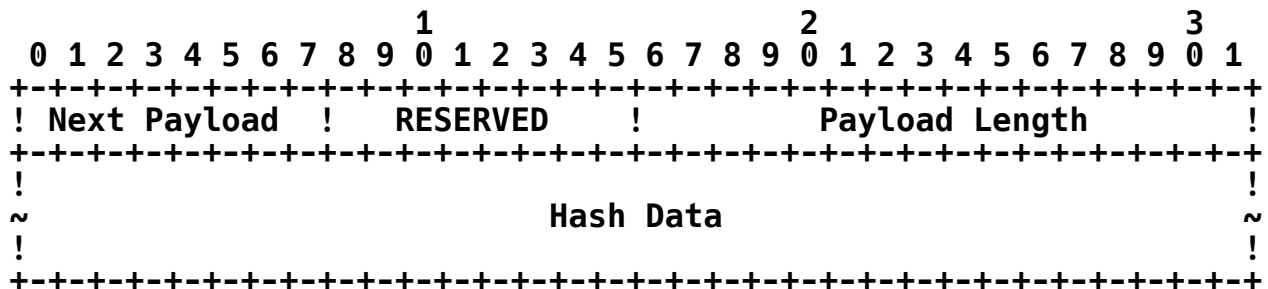 1                   2                   3
 0 1 2 3 4 5 6 7 8 9 0 1 2 3 4 5 6 7 8 9 0 1 2 3 4 5 6 7 8 9 0 1
+-+-+-+-+-+-+-+-+-+-+-+-+-+-+-+-+-+-+-+-+-+-+-+-+-+-+-+-+-+-+-+-+
! Next Payload  !   RESERVED    !         Payload Length        !
+-+-+-+-+-+-+-+-+-+-+-+-+-+-+-+-+-+-+-+-+-+-+-+-+-+-+-+-+-+-+-+-+
!                                                               !
~                           Hash Data                           ~
!                                                               !
+-+-+-+-+-+-+-+-+-+-+-+-+-+-+-+-+-+-+-+-+-+-+-+-+-+-+-+-+-+-+-+-+